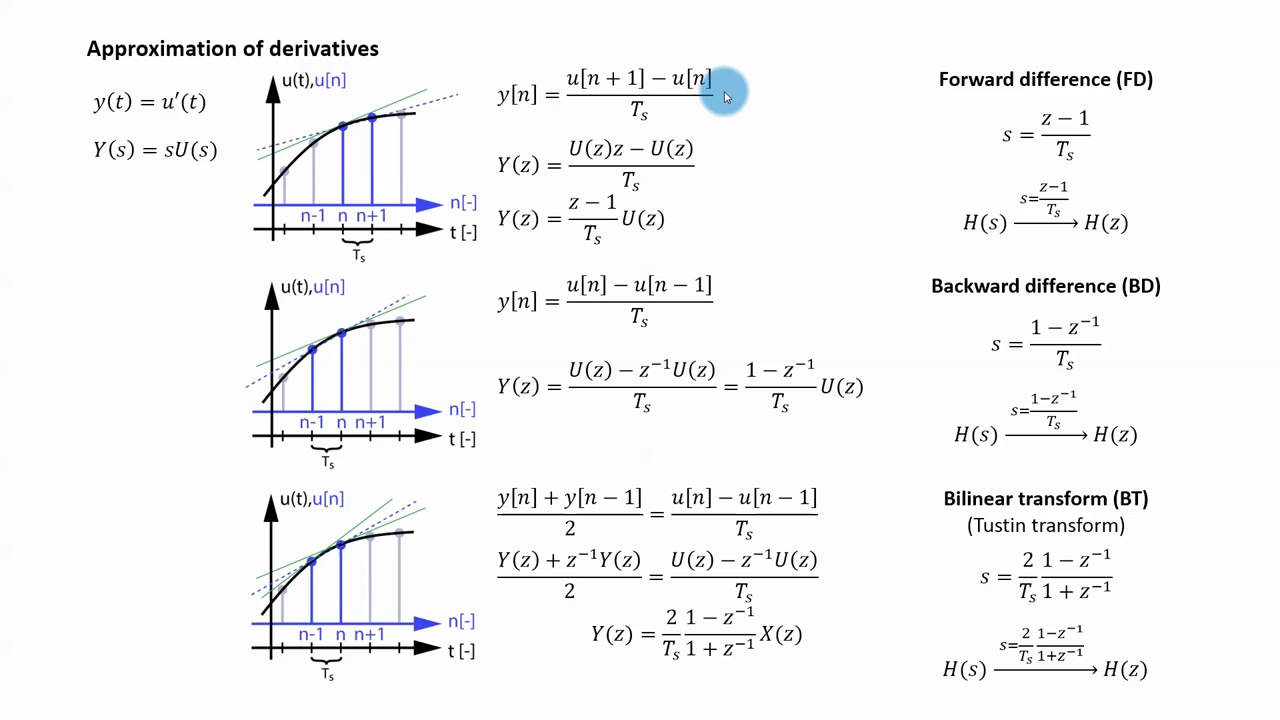 Approximation of derivatives
y(t) = u′(t)
Y(s) = sU(s)
u(t),u[n]
n[-]
n-1 n n+1
t [-]
Tₛ
y[n] = (u[n + 1] − u[n]) / Tₛ
Y(z) = (U(z)z − U(z)) / Tₛ
Y(z) = (z − 1) / Tₛ U(z)
Forward difference (FD)
s = (z − 1) / Tₛ
s=(z−1)/Tₛ
H(s) ⟶ H(z)
u(t),u[n]
n[-]
n-1 n n+1
t [-]
Tₛ
y[n] = (u[n] − u[n − 1]) / Tₛ
Y(z) = (U(z) − z⁻¹U(z)) / Tₛ = (1 − z⁻¹) / Tₛ U(z)
Backward difference (BD)
s = (1 − z⁻¹) / Tₛ
s=(1−z⁻¹)/Tₛ
H(s) ⟶ H(z)
u(t),u[n]
n[-]
n-1 n n+1
t [-]
Tₛ
(y[n] + y[n − 1]) / 2 = (u[n] − u[n − 1]) / Tₛ
(Y(z) + z⁻¹Y(z)) / 2 = (U(z) − z⁻¹U(z)) / Tₛ
Y(z) = 2/Tₛ (1 − z⁻¹)/(1 + z⁻¹) X(z)
Bilinear transform (BT)
(Tustin transform)
s = 2/Tₛ (1 − z⁻¹)/(1 + z⁻¹)
s=2/Tₛ (1−z⁻¹)/(1+z⁻¹)
H(s) ⟶ H(z)